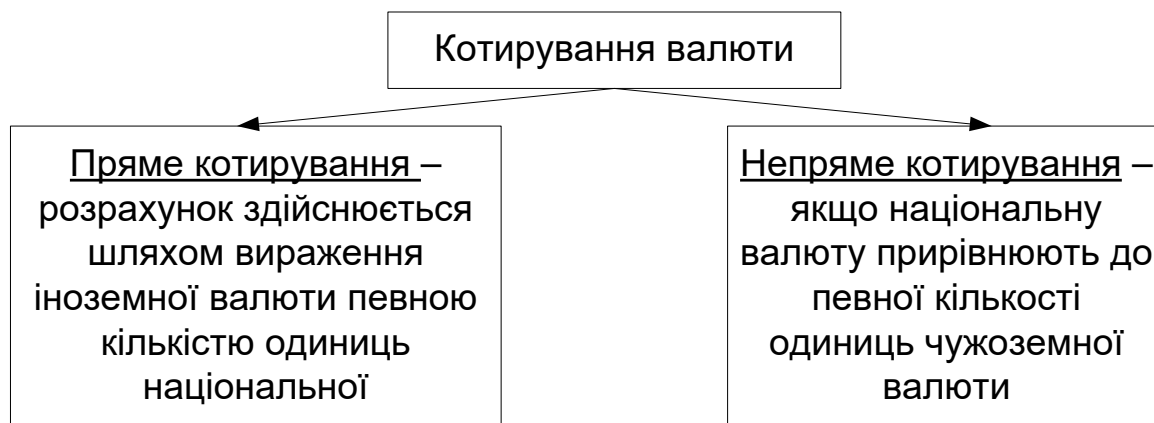 Котирування валюти
Пряме котирування –
розрахунок здійснюється
шляхом вираження
іноземної валюти певною
кількістю одиниць
національної
Непряме котирування –
якщо національну
валюту прирівнюють до
певної кількості
одиниць чужоземної
валюти